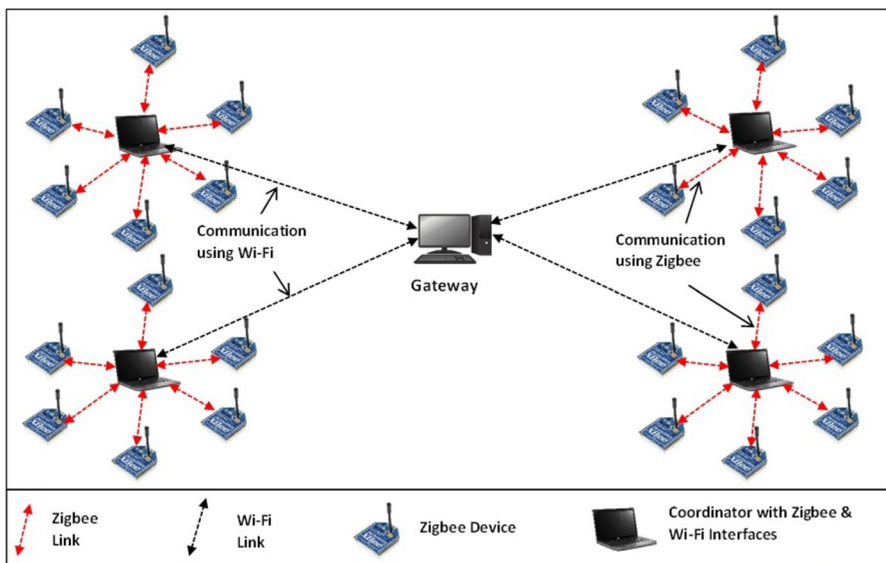 Communication
using Wi-Fi
Gateway
Communication
using Zigbee
Zigbee
Link
Wi-Fi
Link
Zigbee Device
Coordinator with Zigbee &
Wi-Fi Interfaces